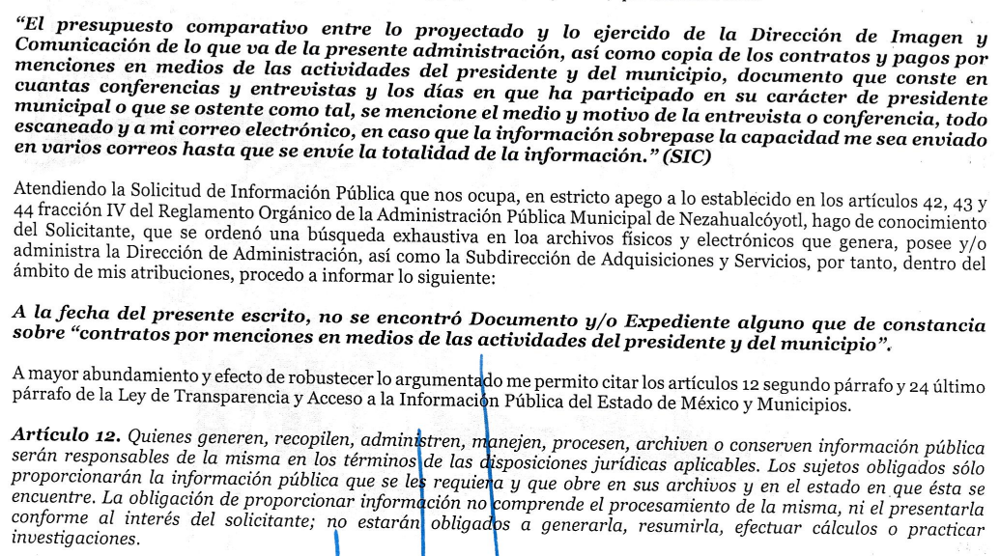 “El presupuesto comparativo entre lo proyectado y lo ejercido de la Dirección de Imagen y
Comunicación de lo que va de la presente administración, así como copia de los contratos y pagos por
menciones en medios de las actividades del presidente y del municipio, documento que conste en
cuantas conferencias y entrevistas y los días en que ha participado en su carácter de presidente
municipal o que se ostente como tal, se mencione el medio y motivo de la entrevista o conferencia, todo
escaneado y a mi correo electrónico, en caso que la información sobrepase la capacidad me sea enviado
en varios correos hasta que se envíe la totalidad de la información.” (SIC)
Atendiendo la Solicitud de Información Pública que nos ocupa, en estricto apego a lo establecido en los artículos 42, 43 y
44 fracción IV del Reglamento Orgánico de la Administración Pública Municipal de Nezahualcóyotl, hago de conocimiento
del Solicitante, que se ordenó una búsqueda exhaustiva en loa archivos físicos y electrónicos que genera, posee y/o
administra la Dirección de Administración, así como la Subdirección de Adquisiciones y Servicios, por tanto, dentro del
ámbito de mis atribuciones, procedo a informar lo siguiente:
A la fecha del presente escrito, no se encontró Documento y/o Expediente alguno que de constancia
sobre “contratos por menciones en medios de las actividades del presidente y del municipio”.
A mayor abundamiento y efecto de robustecer lo argumentado me permito citar los artículos 12 segundo párrafo y 24 último
párrafo de la Ley de Transparencia y Acceso a la Información Pública del Estado de México y Municipios.
Artículo 12. Quienes generen, recopilen, administren, manejen, procesen, archiven o conserven información pública
serán responsables de la misma en los términos de las disposiciones jurídicas aplicables. Los sujetos obligados sólo
proporcionarán la información pública que se les requiera y que obre en sus archivos y en el estado en que ésta se
encuentre. La obligación de proporcionar información no comprende el procesamiento de la misma, ni el presentarla
conforme al interés del solicitante; no estarán obligados a generarla, resumirla, efectuar cálculos o practicar
investigaciones.